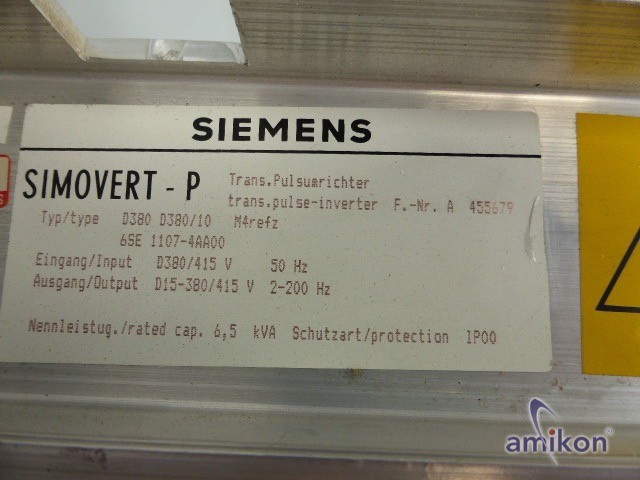 SIEMENS
SIMOVERT - P Trans.Pulsumrichter
trans.pulse-inverter F.-Nr. A 455679
Typ/type D380 D380/10 M4refz
6SE 1107-4AA00
Eingang/Input D380/415 V 50 Hz
Ausgang/Output D15-380/415 V 2-200 Hz
Nennleistug./rated cap. 6,5 kVA Schutzart/protection IP00
amikon®